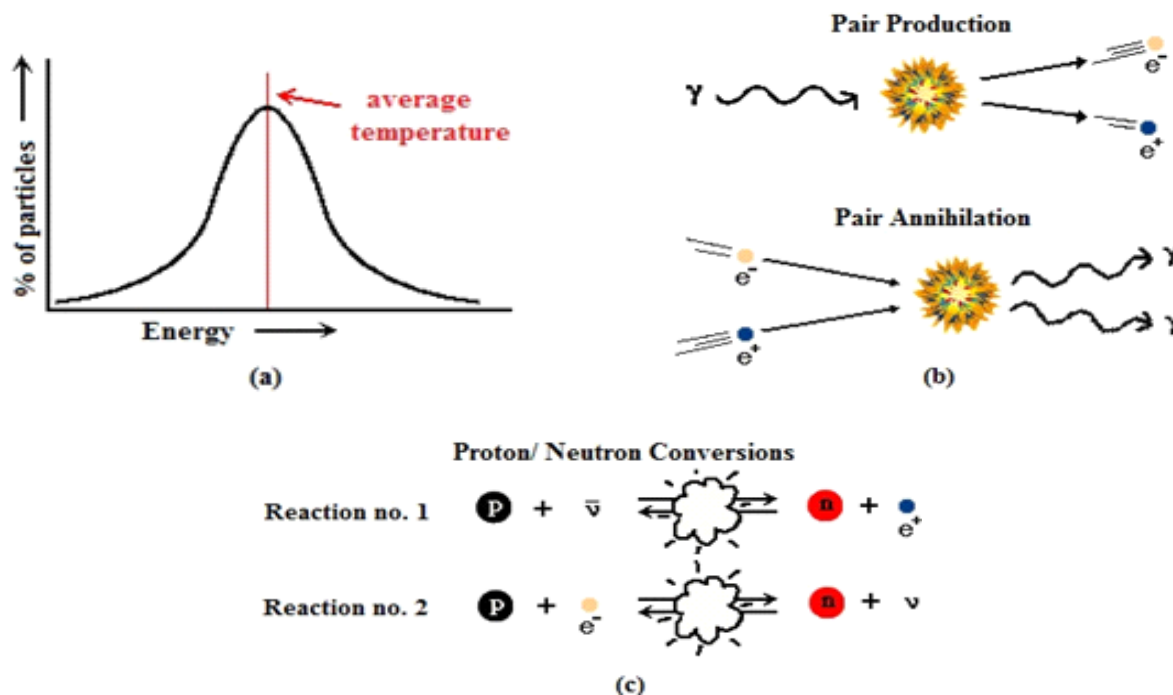 % of particles
average
temperature
Energy
(a)
Pair Production
γ
e⁻
e⁺
Pair Annihilation
e⁻
e⁺
γ
γ
(b)
Proton/ Neutron Conversions
Reaction no. 1 p + ν̄ n + e⁺
Reaction no. 2 p + e⁻ n + ν
(c)